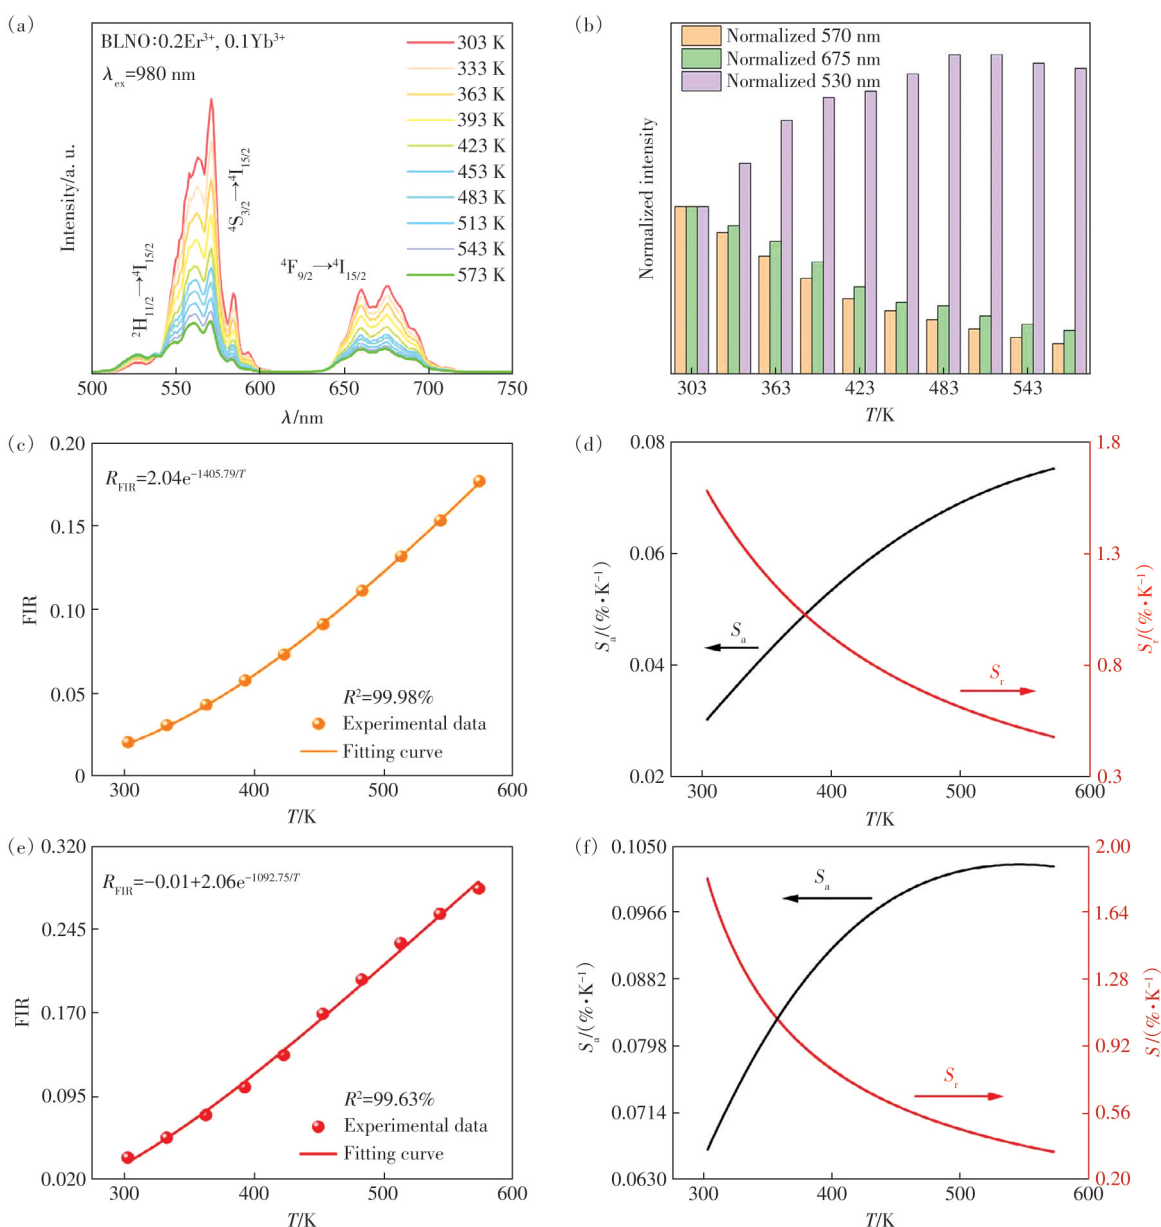 (a)
BLNO:0.2Er³⁺, 0.1Yb³⁺
λex=980 nm
303 K
333 K
363 K
393 K
423 K
453 K
483 K
513 K
543 K
573 K
²H11/2→⁴I15/2
⁴S3/2→⁴I15/2
⁴F9/2→⁴I15/2
Intensity/a. u.
500 550 600 650 700 750
λ/nm
(b)
Normalized 570 nm
Normalized 675 nm
Normalized 530 nm
Normalized intensity
303 363 423 483 543
T/K
(c)
RFIR=2.04e⁻¹⁴⁰⁵·⁷⁹/ᵀ
0.20
0.15
0.10
0.05
0
FIR
R²=99.98%
Experimental data
Fitting curve
300 400 500 600
T/K
(d)
0.08
0.06
0.04
0.02
Sa/(%•K⁻¹)
Sa
Sr
1.8
1.3
0.8
0.3
Sr/(%•K⁻¹)
300 400 500 600
T/K
(e)
RFIR=−0.01+2.06e⁻¹⁰⁹²·⁷⁵/ᵀ
0.320
0.245
0.170
0.095
0.020
FIR
R²=99.63%
Experimental data
Fitting curve
300 400 500 600
T/K
(f)
0.1050
0.0966
0.0882
0.0798
0.0714
0.0630
Sa/(%•K⁻¹)
Sa
Sr
2.00
1.64
1.28
0.92
0.56
0.20
S/(%•K⁻¹)
300 400 500 600
T/K